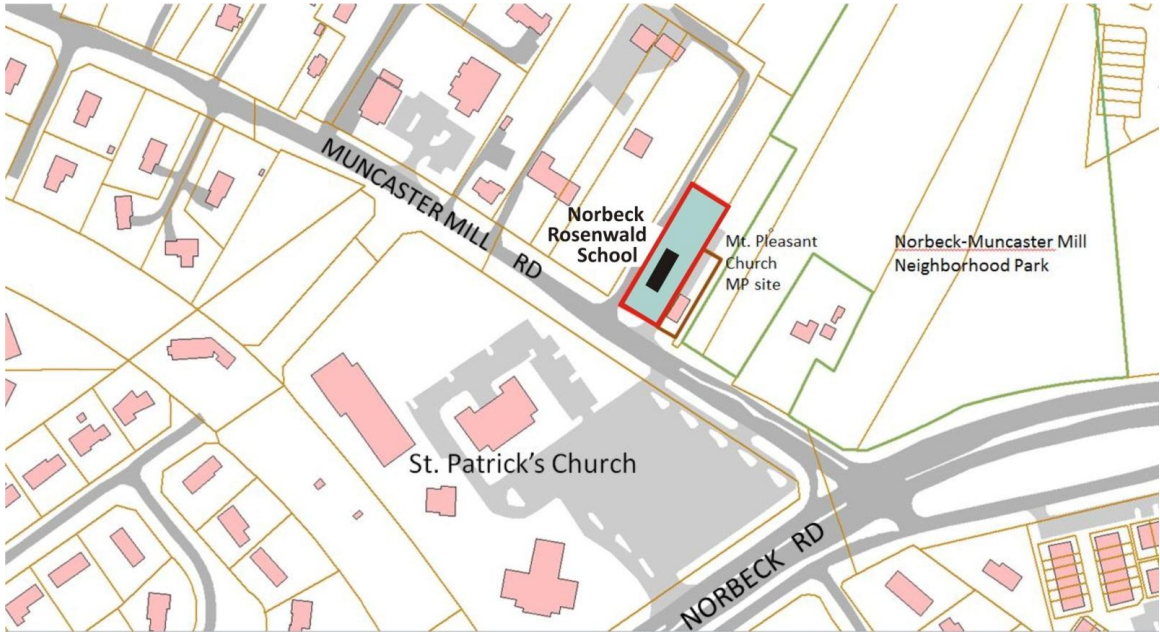 MUNCASTER MILL RD
Norbeck
Rosenwald
School
Mt. Pleasant
Church
MP site
Norbeck-Muncaster Mill
Neighborhood Park
St. Patrick's Church
NORBECK RD